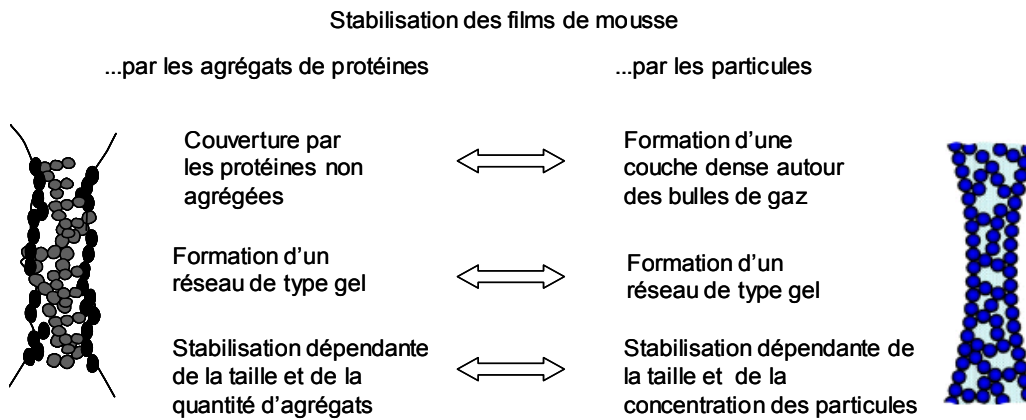 Stabilisation des films de mousse
...par les agrégats de protéines
...par les particules
Couverture par
les protéines non
agrégées
Formation d'une
couche dense autour
des bulles de gaz
Formation d'un
réseau de type gel
Formation d'un
réseau de type gel
Stabilisation dépendante
de la taille et de la
quantité d'agrégats
Stabilisation dépendante de
la taille et de la
concentration des particules